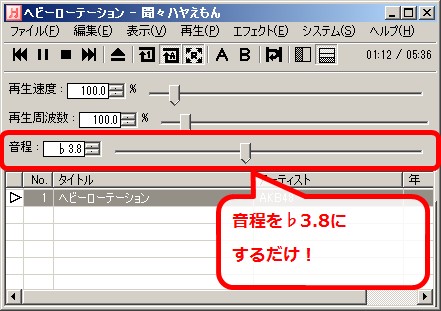 ヘビーローテーション - 聞々ハヤえもん
ファイル(F) 編集(E) 表示(V) 再生(P) エフェクト(E) システム(S) ヘルプ(H)
A B 01:12 / 05:36
再生速度： 100.0 %
再生周波数： 100.0 %
音程： ♭3.8
No. タイトル ーティスト 年
1 ヘビーローテーション AKB48
音程を♭3.8に
するだけ！